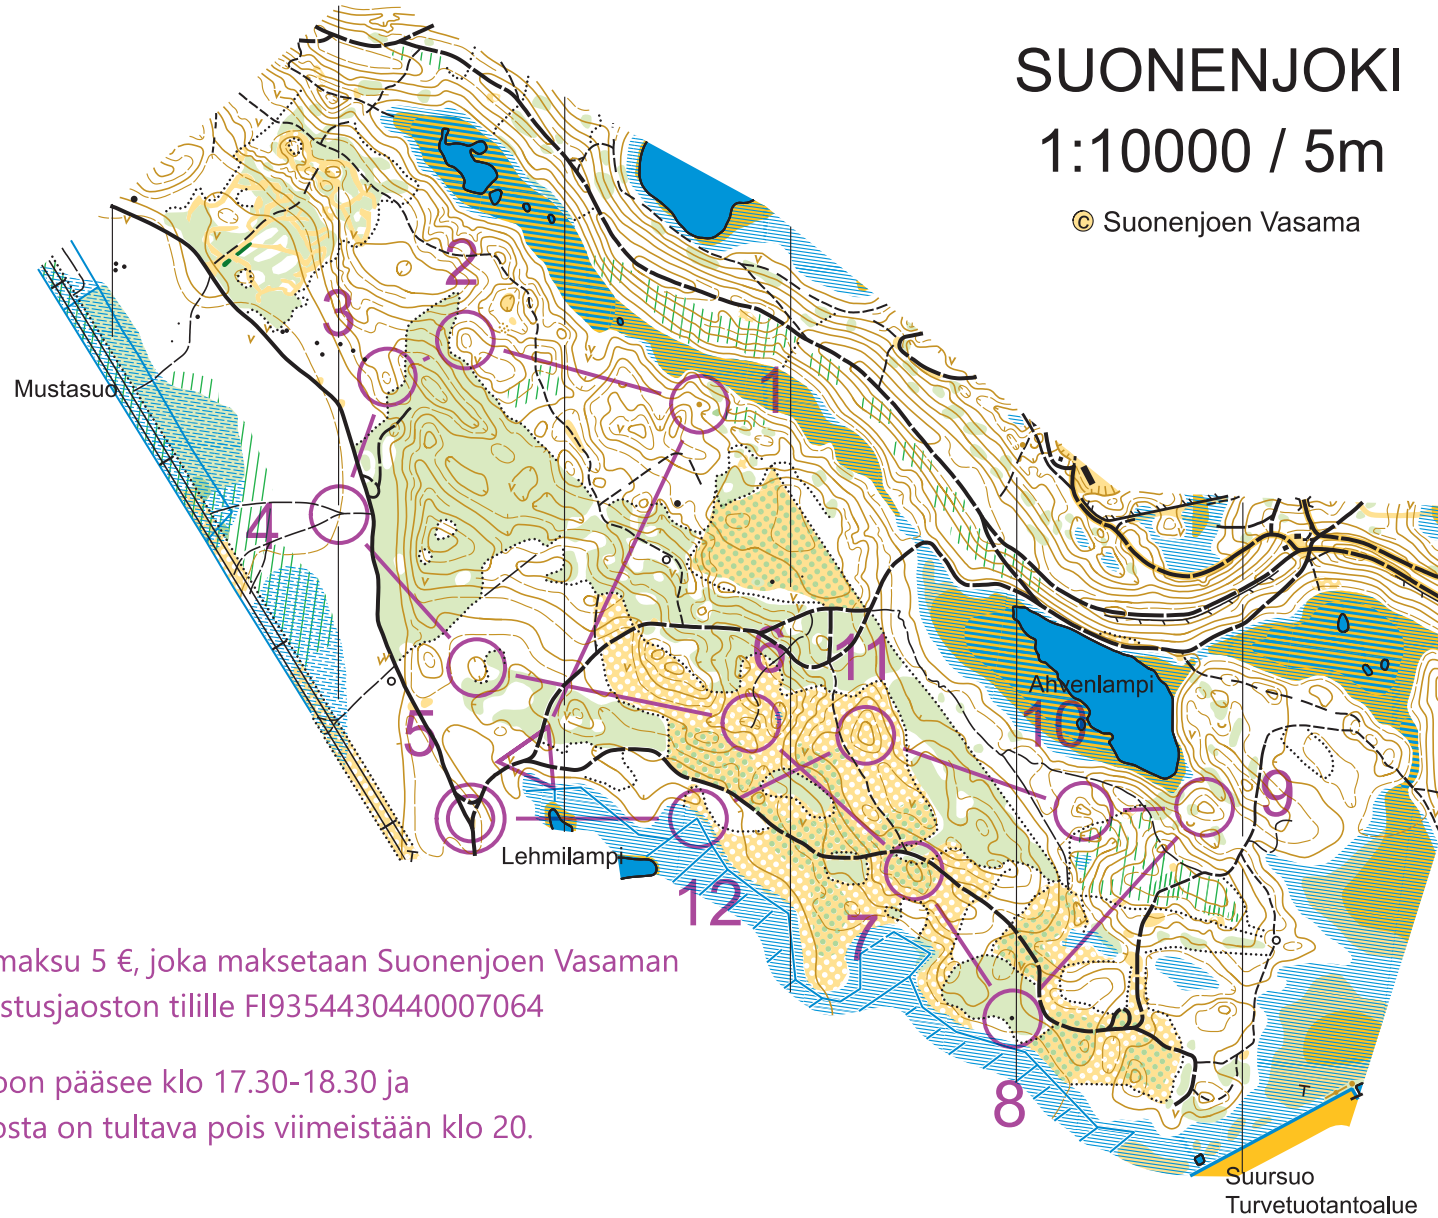 SUONENJOKI
1:10000 / 5m
© Suonenjoen Vasama
2
3
1
Mustasuo
4
6
11
Ahvenlampi
10
5
9
Lehmilampi
12
7
maksu 5 €, joka maksetaan Suonenjoen Vasaman
stusjaoston tilille FI9354430440007064
oon pääsee klo 17.30-18.30 ja
osta on tultava pois viimeistään klo 20.
8
Suursuo
Turvetuotantoalue